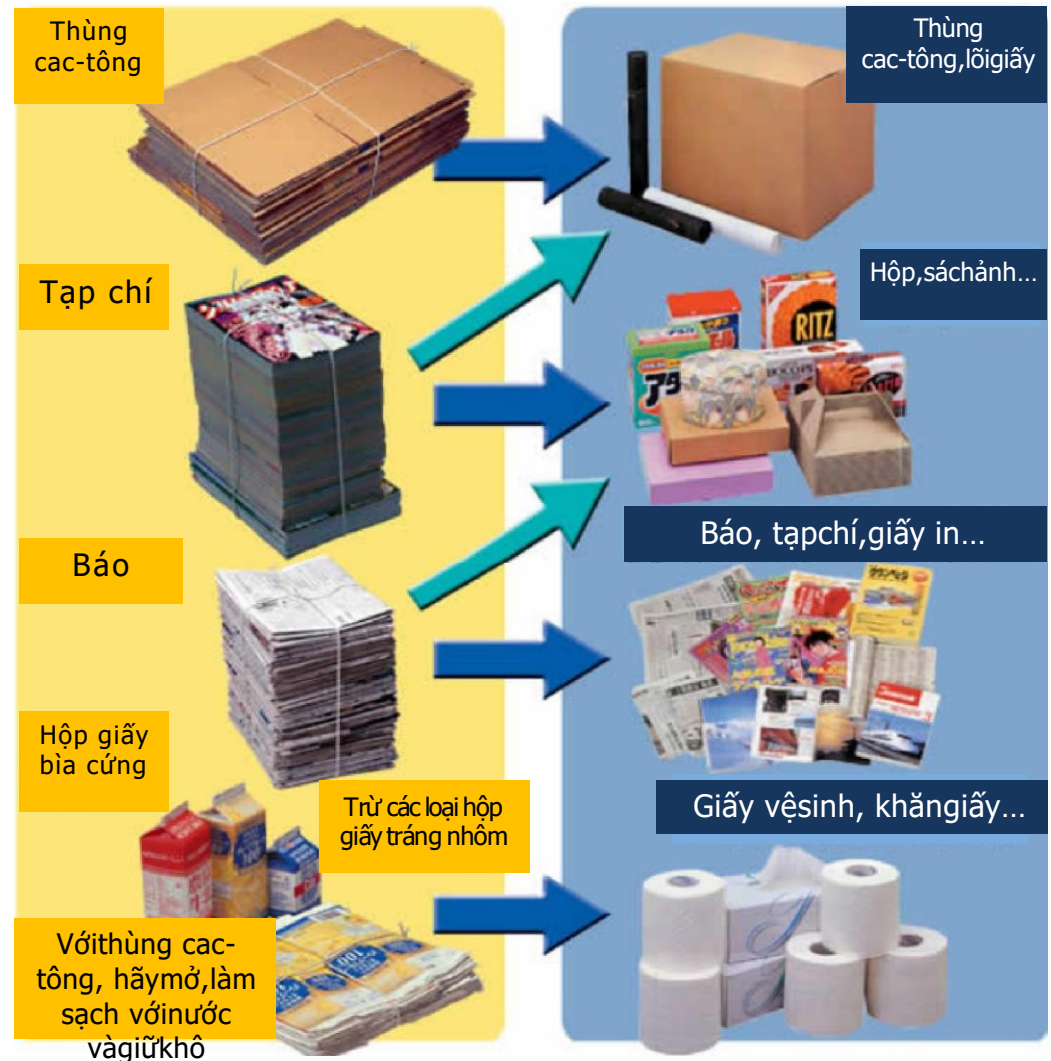 Thùng
cac-tông
Thùng
cac-tông,lõigiấy
Tạp chí
Hộp,sáchảnh...
RITZ
Báo
Báo, tạpchí,giấy in...
Hộp giấy
bìa cứng
Trừ các loại hộp
giấy tráng nhôm
Giấy vệsinh, khăngiấy...
Vớithùng cac-
tông, hãymở,làm
sạch vớinước
vàgiữkhô